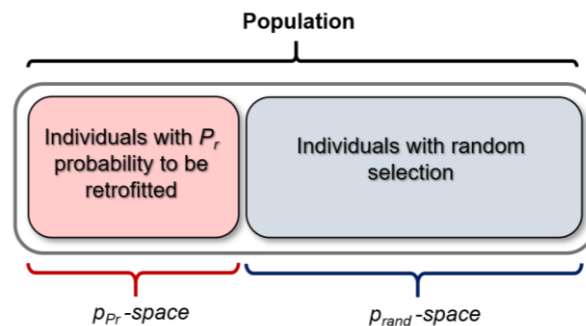 Population
Individuals with Pr
probability to be
retrofitted
Individuals with random
selection
pPr -space
prand -space